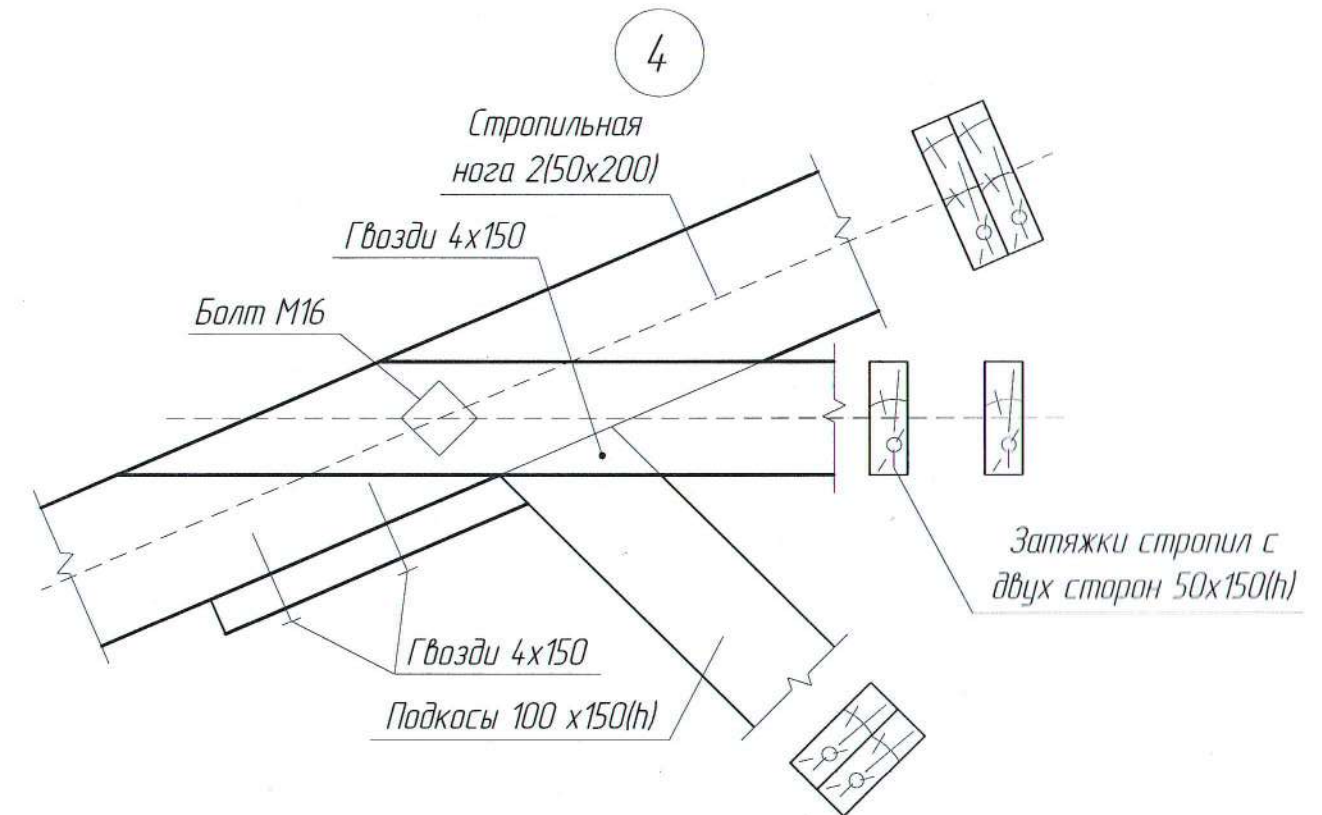 4
Стропильная
нога 2(50х200)
Гвозди 4х150
Болт М16
Затяжки стропил с
двух сторон 50х150(h)
Гвозди 4х150
Подкосы 100 х150(h)